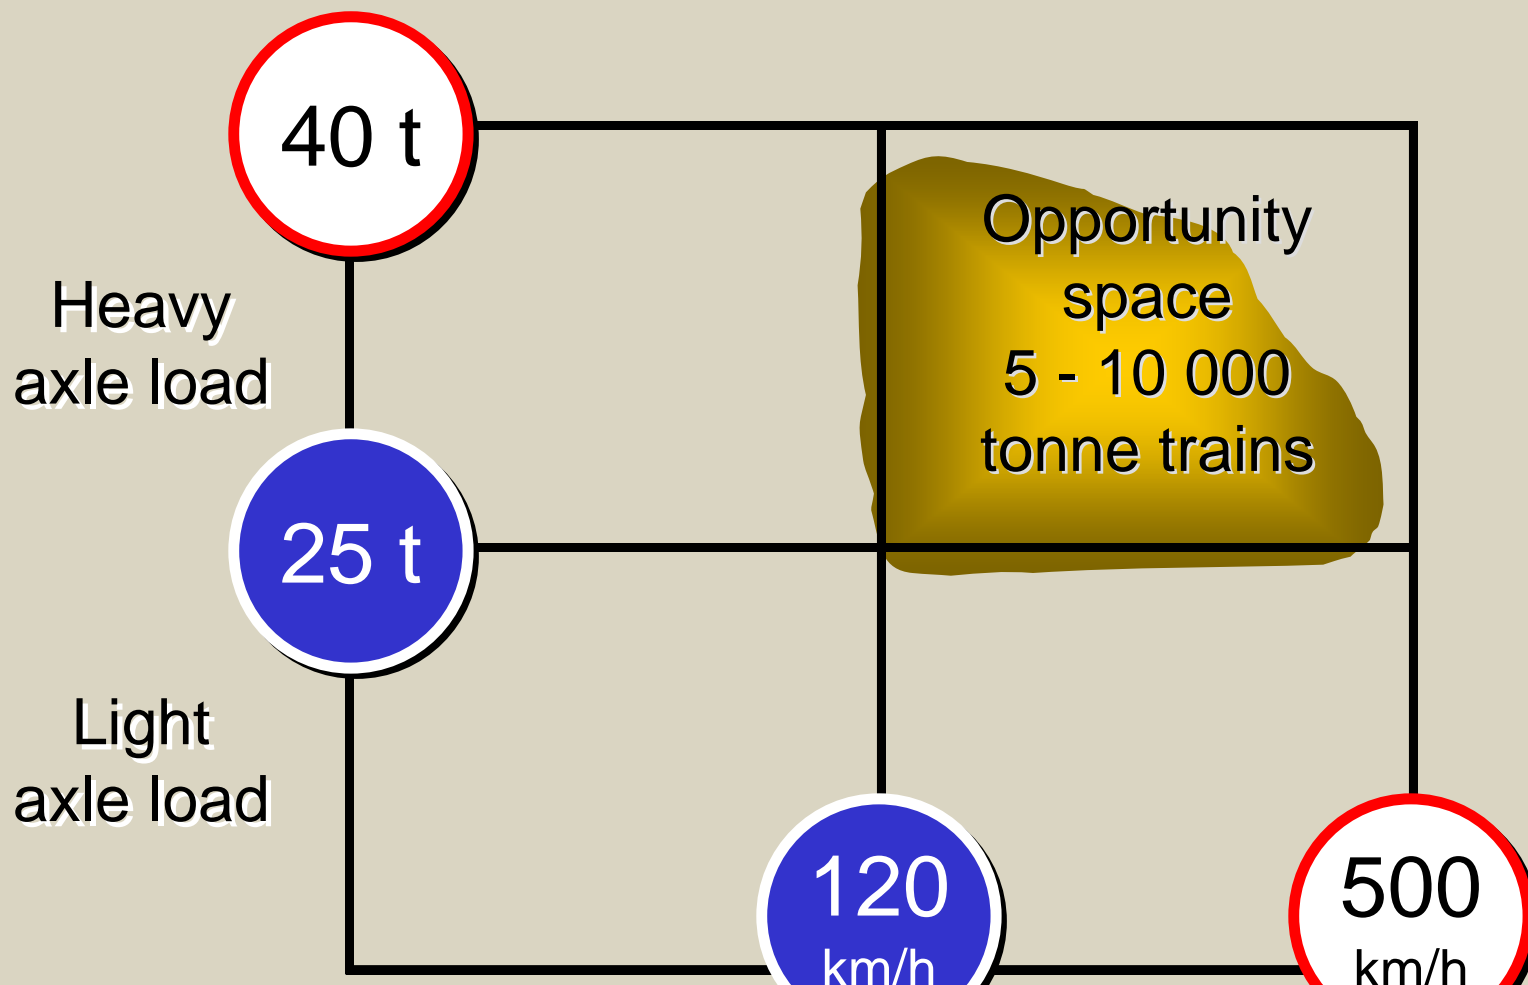 40 t
Heavy
axle load
Opportunity
space
5 - 10 000
tonne trains
25 t
Light
axle load
120
km/h
500
km/h